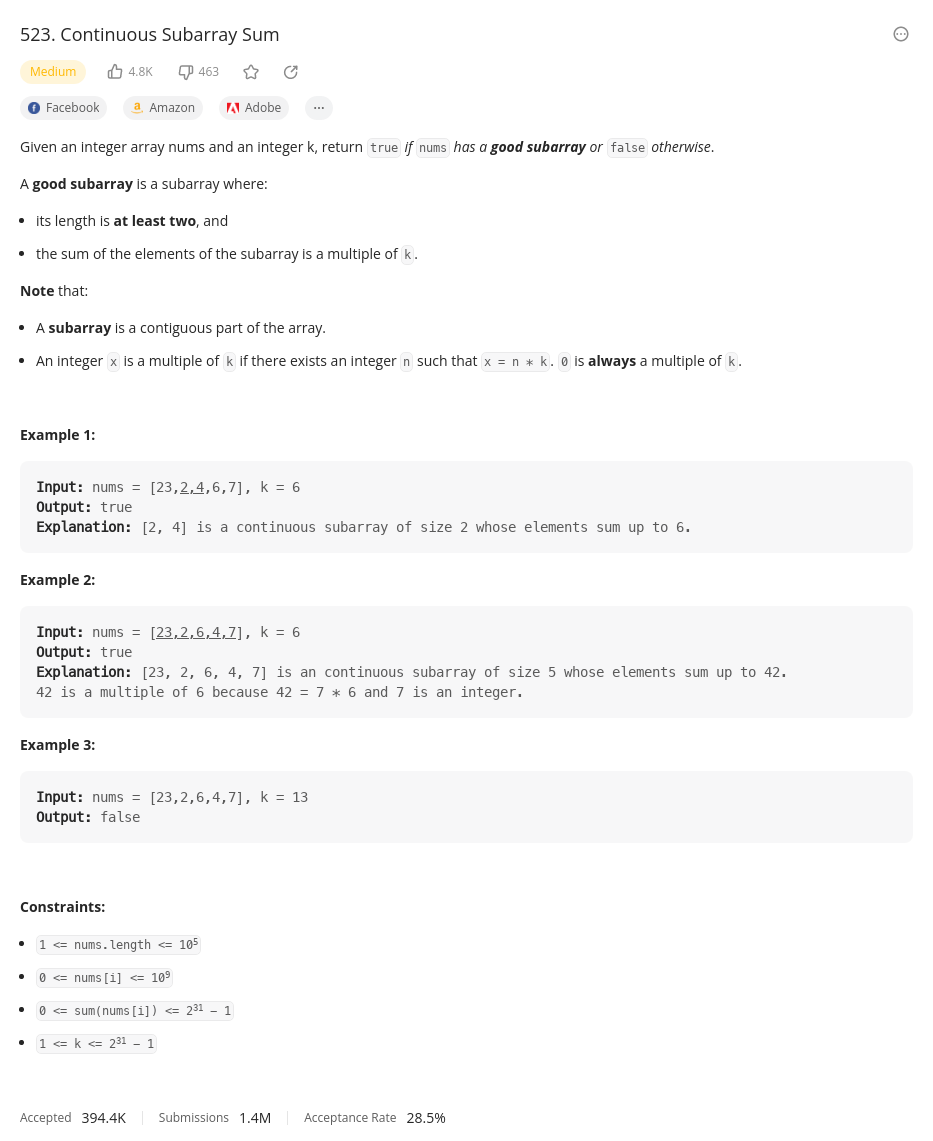 523. Continuous Subarray Sum
Medium 4.8K 463
Facebook Amazon Adobe ...
Given an integer array nums and an integer k, return true if nums has a good subarray or false otherwise.
A good subarray is a subarray where:
• its length is at least two, and
• the sum of the elements of the subarray is a multiple of k.
Note that:
• A subarray is a contiguous part of the array.
• An integer x is a multiple of k if there exists an integer n such that x = n * k. 0 is always a multiple of k.
Example 1:
Input: nums = [23,2,4,6,7], k = 6
Output: true
Explanation: [2, 4] is a continuous subarray of size 2 whose elements sum up to 6.
Example 2:
Input: nums = [23,2,6,4,7], k = 6
Output: true
Explanation: [23, 2, 6, 4, 7] is an continuous subarray of size 5 whose elements sum up to 42.
42 is a multiple of 6 because 42 = 7 * 6 and 7 is an integer.
Example 3:
Input: nums = [23,2,6,4,7], k = 13
Output: false
Constraints:
• 1 <= nums.length <= 10⁵
• 0 <= nums[i] <= 10⁹
• 0 <= sum(nums[i]) <= 2³¹ - 1
• 1 <= k <= 2³¹ - 1
Accepted 394.4K Submissions 1.4M Acceptance Rate 28.5%